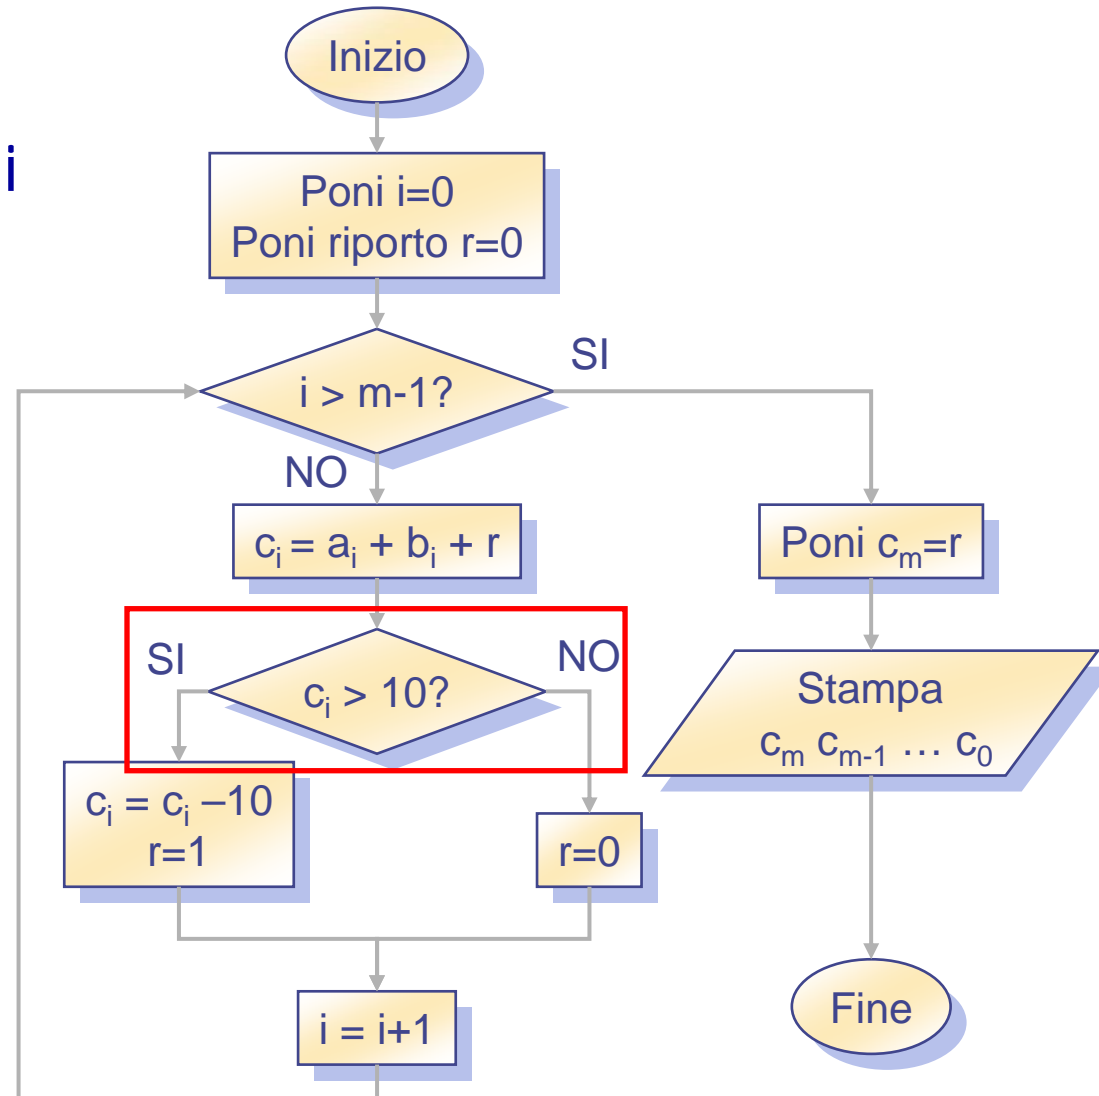 Inizio
i
Poni i=0
Poni riporto r=0
SI
i > m-1?
NO
cᵢ = aᵢ + bᵢ + r
Poni cₘ=r
SI
NO
cᵢ > 10?
Stampa
cₘ cₘ₋₁ … c₀
cᵢ = cᵢ –10
r=1
r=0
i = i+1
Fine